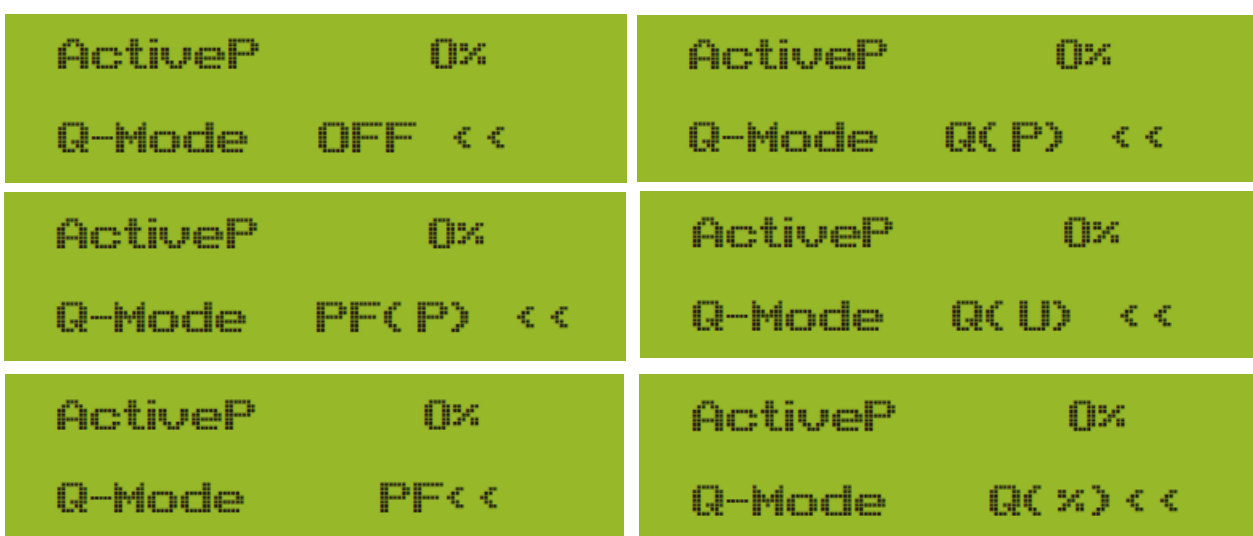 ActiveP 0%
Q-Mode OFF <<
ActiveP 0%
Q-Mode Q(P) <<
ActiveP 0%
Q-Mode PF(P) <<
ActiveP 0%
Q-Mode Q(U) <<
ActiveP 0%
Q-Mode PF<<
ActiveP 0%
Q-Mode Q(%)<<